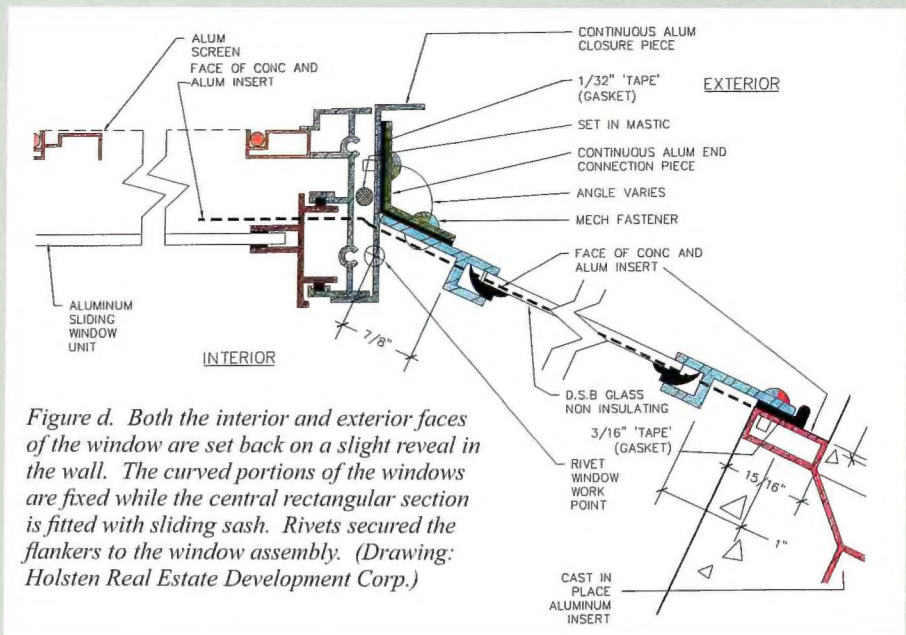 ALUM
SCREEN
FACE OF CONC AND
ALUM INSERT
CONTINUOUS ALUM
CLOSURE PIECE
1/32" 'TAPE'
(GASKET)
EXTERIOR
SET IN MASTIC
CONTINUOUS ALUM END
CONNECTION PIECE
ANGLE VARIES
MECH FASTENER
FACE OF CONC AND
ALUM INSERT
ALUMINUM
SLIDING
WINDOW
UNIT
INTERIOR
7/8"
D.S.B GLASS
NON INSULATING
3/16" 'TAPE'
(GASKET)
RIVET
WINDOW
WORK
POINT
15/16"
1"
CAST IN
PLACE
ALUMINUM
INSERT
Figure d. Both the interior and exterior faces
of the window are set back on a slight reveal in
the wall. The curved portions of the windows
are fixed while the central rectangular section
is fitted with sliding sash. Rivets secured the
flankers to the window assembly. (Drawing:
Holsten Real Estate Development Corp.)